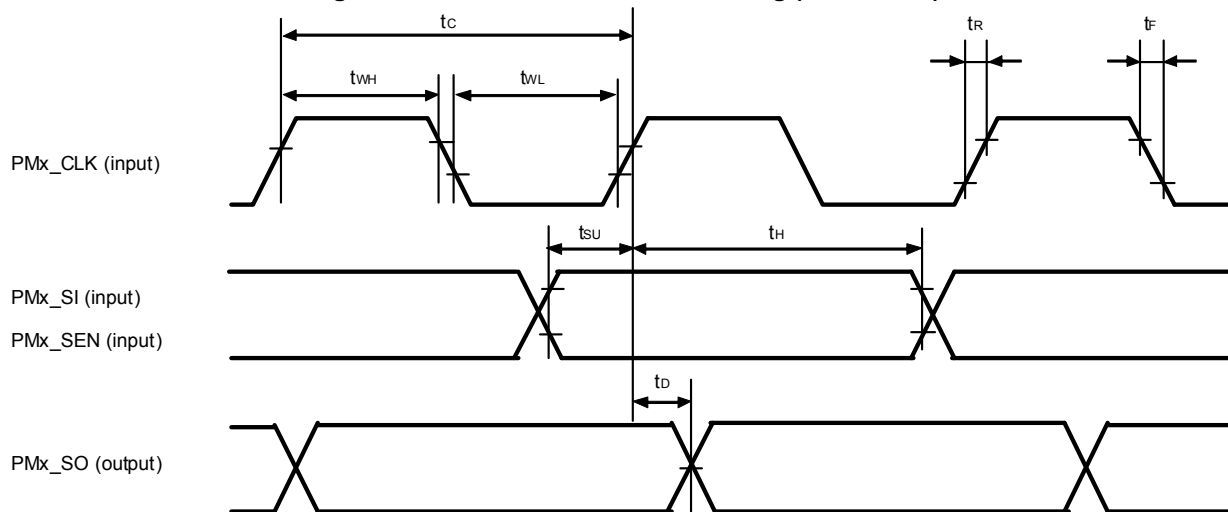 tC
tR
tF
tWH
tWL
PMx_CLK (input)
tSU
tH
PMx_SI (input)
PMx_SEN (input)
tD
PMx_SO (output)